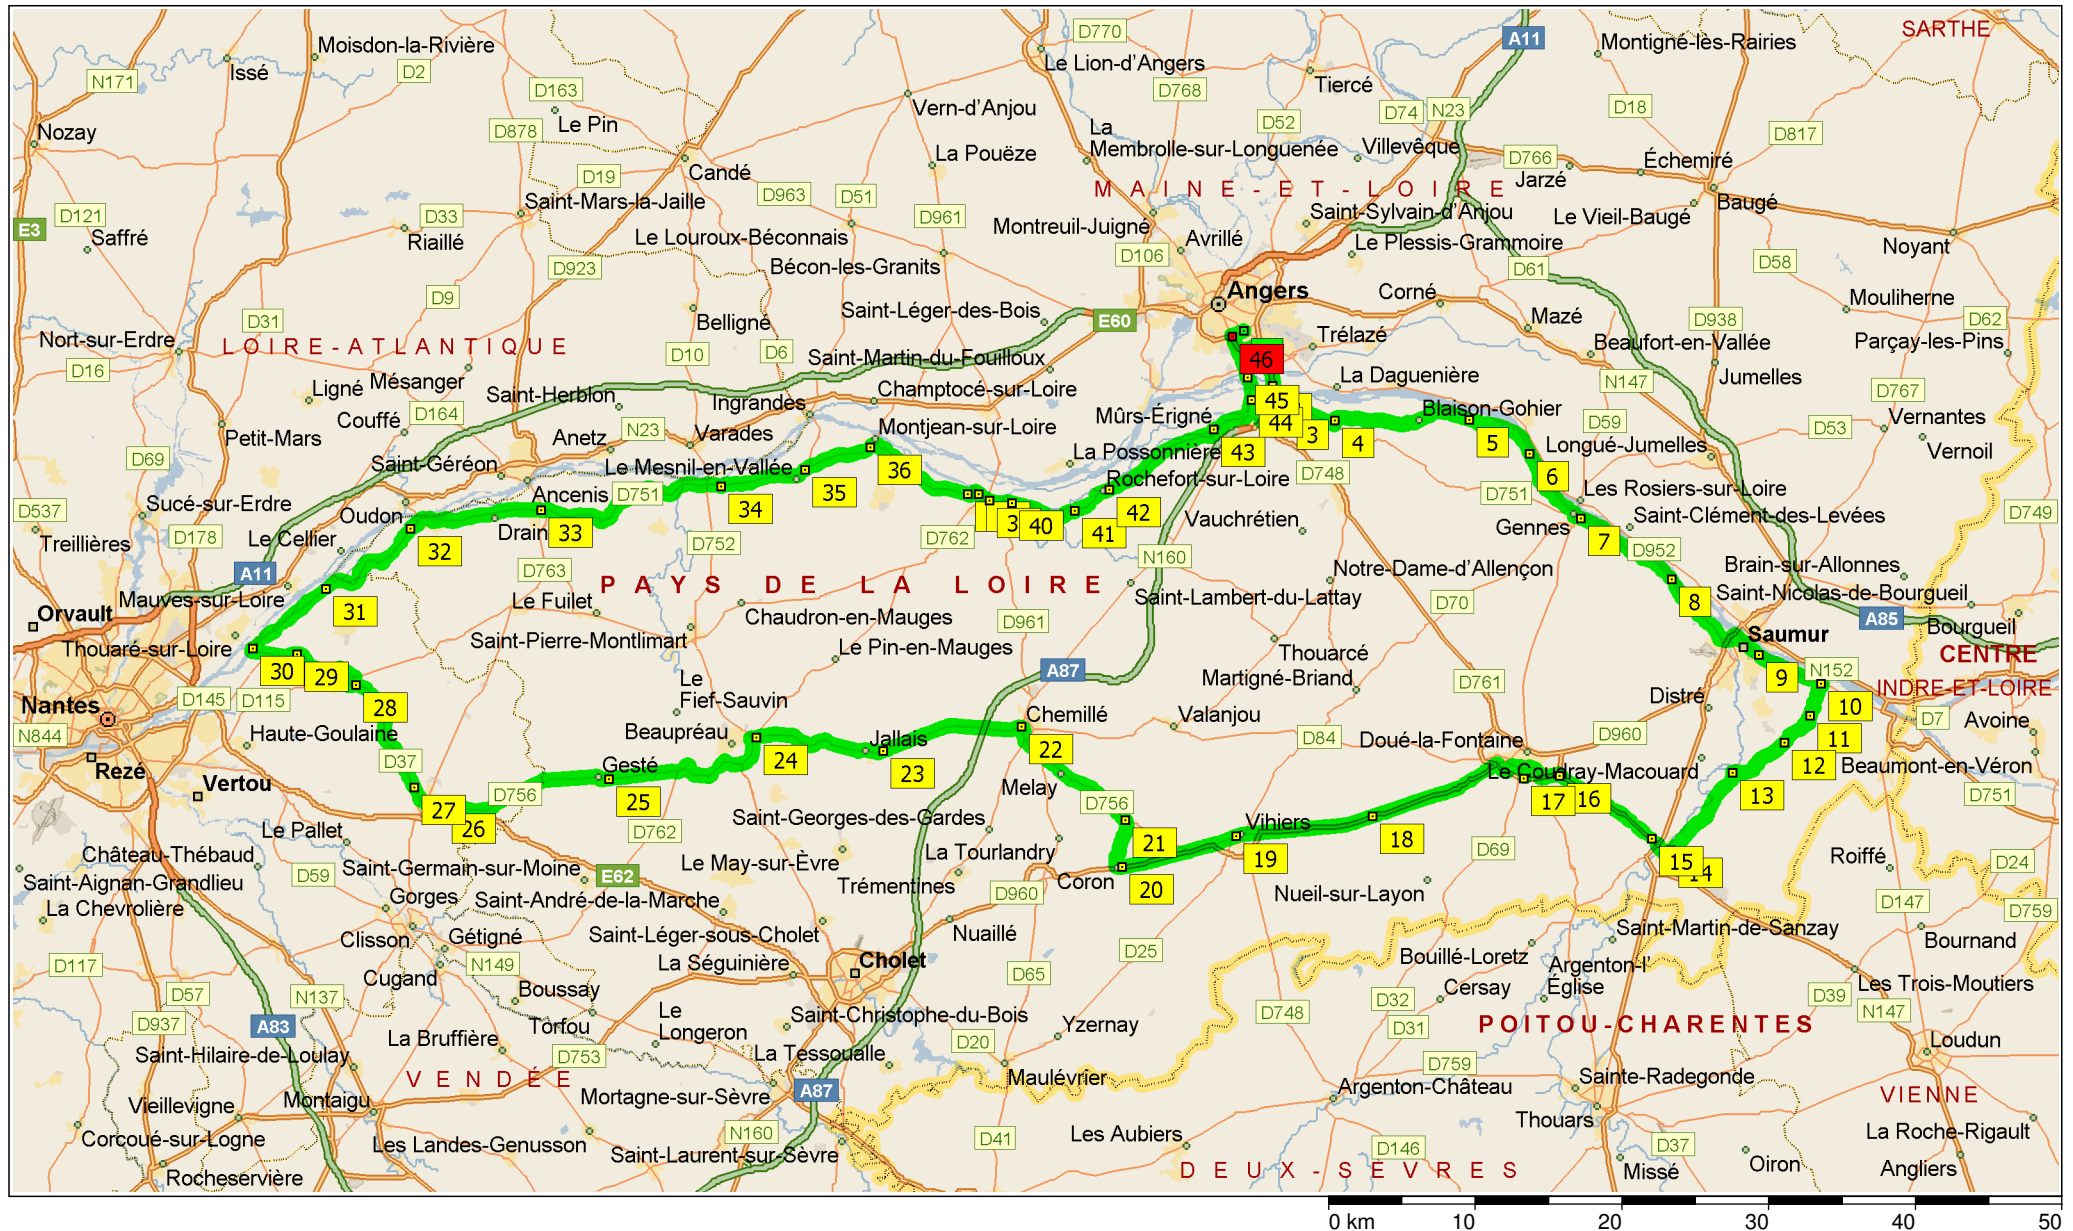 SARTHE
D770
A11
Moisdon-la-Rivière
Montigné-lès-Rairies
Issé
D2
Le Lion-d'Angers
N171
D163
D768
Tiercé
Vern-d'Anjou
D74
N23
D18
Nozay
D878
Le Pin
La
Membrolle-sur-Longuenée
D52
Villevêque
D817
La Pouëze
D766
Échemiré
Candé
Jarzé
D19
D963
D51
MAINE-ET-LOIRE
Baugé
D121
D33
Saint-Mars-la-Jaille
D961
Saint-Sylvain-d'Anjou
Le Vieil-Baugé
E3
Saffré
Riaillé
Le Louroux-Béconnais
Montreuil-Juigné
Avrillé
Le Plessis-Grammoire
Noyant
D923
Bécon-les-Granits
D106
D61
D58
D9
Angers
Corné
Mouliherne
D31
Belligné
Saint-Léger-des-Bois
E60
Mazé
D938
D62
Nort-sur-Erdre
LOIRE-ATLANTIQUE
D10
D6
Saint-Martin-du-Fouilloux
Trélazé
Beaufort-en-Vallée
Parçay-les-Pins
D16
46
Ligné
Mésanger
Saint-Herblon
Champtocé-sur-Loire
La Daguenière
N147
Jumelles
D767
Couffé
D164
Ingrandes
45
Mûrs-Érigné
Blaison-Gohier
D59
Vernantes
Petit-Mars
Anetz
N23
Varades
Montjean-sur-Loire
44
3
4
5
D53
Longué-Jumelles
Vernoil
D69
Saint-Géréon
Le Mesnil-en-Vallée
La Possonnière
43
36
D748
6
Sucé-sur-Erdre
Ancenis
D751
35
Rochefort-sur-Loire
D751
Les Rosiers-sur-Loire
D537
Oudon
34
42
Vauchrétien
Gennes
Saint-Clément-des-Levées
D749
Treillières
D178
Le Cellier
Drain
33
D762
3
40
41
7
32
D752
N160
D952
A11
D763
PAYS DE LA LOIRE
Notre-Dame-d'Allençon
Brain-sur-Allonnes
Mauves-sur-Loire
Le Fuilet
Saint-Lambert-du-Lattay
D70
8
Saint-Nicolas-de-Bourgueil
Orvault
31
Chaudron-en-Mauges
D961
A85
Bourgueil
Thouaré-sur-Loire
Saint-Pierre-Montlimart
Le Pin-en-Mauges
Thouarcé
Saumur
CENTRE
30
29
A87
Martigné-Briand
D761
9
N152
INDRE-ET-LOIRE
Nantes
D145
D115
28
Le
Fief-Sauvin
Distré
10
D7
Chemillé
Valanjou
Avoine
N844
Haute-Goulaine
Beaupréau
Jallais
22
D84
Doué-la-Fontaine
D960
11
Rezé
D37
24
23
Le Coudray-Macouard
12
Beaumont-en-Véron
Vertou
Gesté
Melay
D756
25
D756
17
16
13
D751
27
26
Le Pallet
D762
Saint-Georges-des-Gardes
Vihiers
18
21
D69
Château-Thébaud
Saint-Germain-sur-Moine
Le May-sur-Èvre
La Tourlandry
19
15
14
Roiffé
D24
Saint-Aignan-Grandlieu
D59
E62
Trémentines
D960
Coron
20
Nueil-sur-Layon
La Chevrolière
Gorges
Saint-André-de-la-Marche
D147
D759
Clisson
Gétigné
Saint-Léger-sous-Cholet
Nuaillé
Saint-Martin-de-Sanzay
Bournand
D117
N149
La Séguinière
Cholet
D25
Bouillé-Loretz
Argenton-l'
Église
Cugand
D65
Cersay
Les Trois-Moutiers
D57
N137
Boussay
D32
D39
D937
A83
Torfou
Le
Longeron
Saint-Christophe-du-Bois
Yzernay
D748
D31
POITOU-CHARENTES
N147
La Bruffière
D20
Loudun
Saint-Hilaire-de-Loulay
D753
La Tessoualle
D759
VENDÉE
Maulévrier
Argenton-Château
Sainte-Radegonde
VIENNE
Vieillevigne
Montaigu
Mortagne-sur-Sèvre
A87
Thouars
Corcoué-sur-Logne
Les Landes-Genusson
N160
D41
Les Aubiers
D146
D37
La Roche-Rigault
Rocheservière
Saint-Laurent-sur-Sèvre
DEUX-SÈVRES
Missé
Oiron
Angliers
0 km
10
20
30
40
50